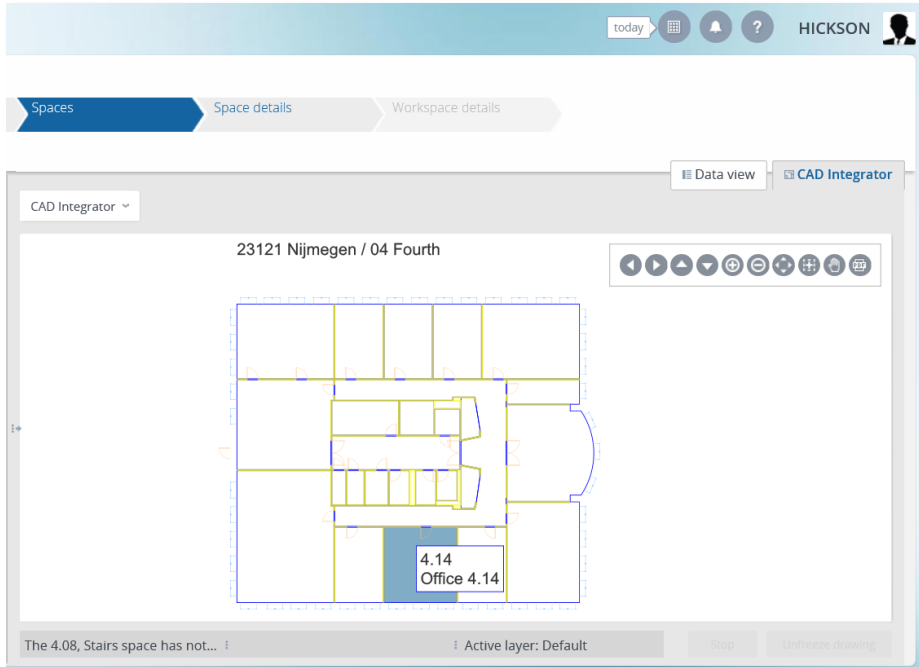 today
?
HICKSON
Spaces
Space details
Workspace details
Data view
CAD Integrator
CAD Integrator
23121 Nijmegen / 04 Fourth
4.14
Office 4.14
The 4.08, Stairs space has not...
Active layer: Default
Stop
Unfreeze drawing